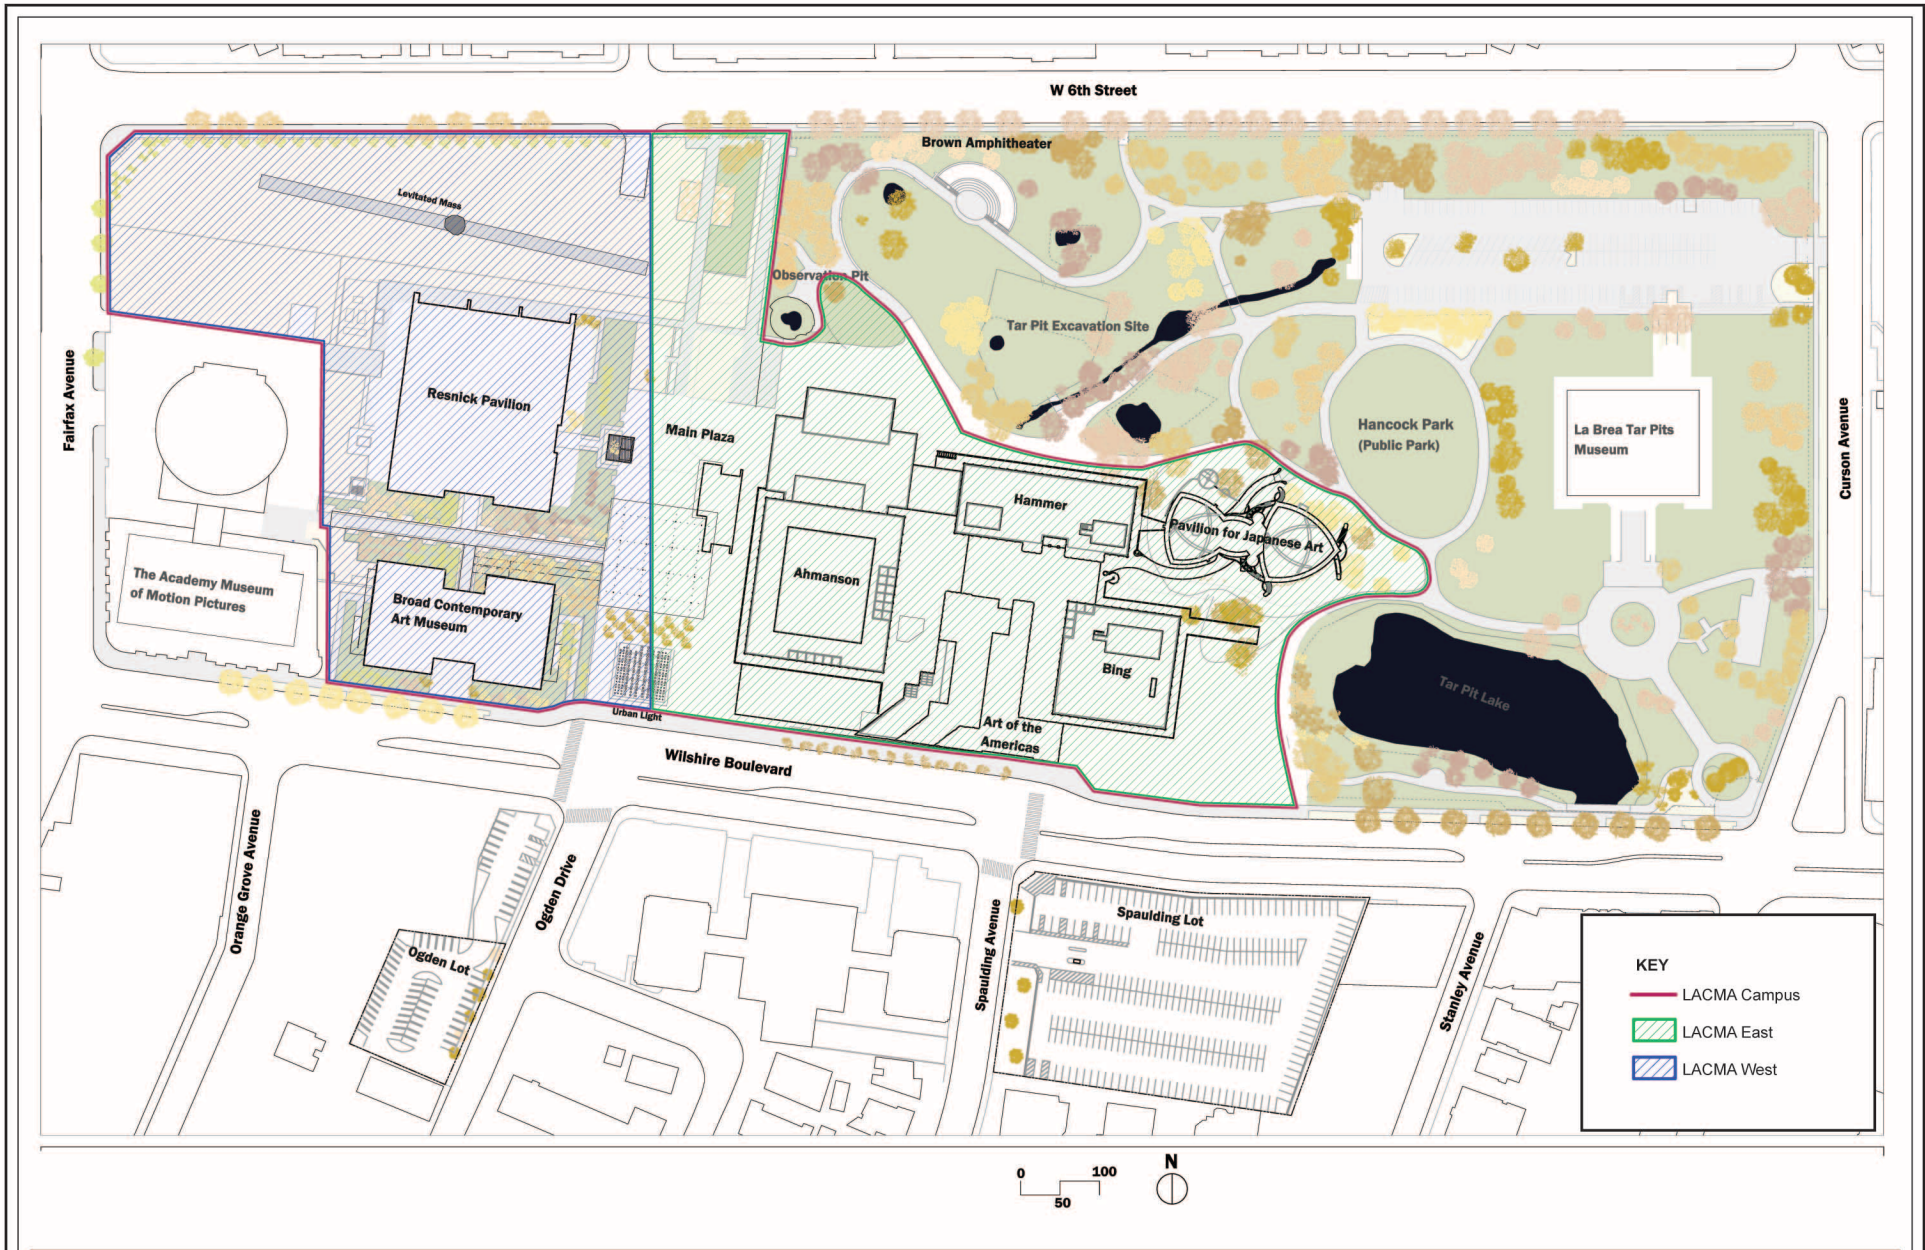 W 6th Street
Brown Amphitheater
Levitated Mass
Observation Pit
Tar Pit Excavation Site
Fairfax Avenue
Resnick Pavilion
Main Plaza
Hancock Park
(Public Park)
La Brea Tar Pits
Museum
Curson Avenue
Hammer
Pavilion for Japanese Art
The Academy Museum
of Motion Pictures
Ahmanson
Broad Contemporary
Art Museum
Bing
Tar Pit Lake
Urban Light
Art of the
Americas
Wilshire Boulevard
Orange Grove Avenue
Ogden Drive
Ogden Lot
Spaulding Avenue
Spaulding Lot
Stanley Avenue
KEY
LACMA Campus
LACMA East
LACMA West
0
100
50
N